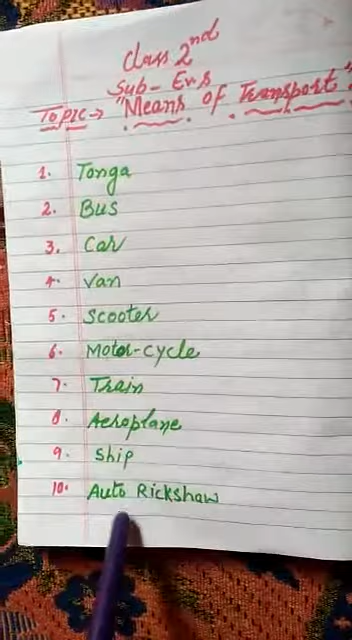 Class 2nd
Sub- Evs
Topic→ "Means of Transport".
1. Tonga
2. Bus
3. Car
4. Van
5. Scooter
6. Motor-cycle
7. Train
8. Aeroplane
9. Ship
10. Auto Rickshaw